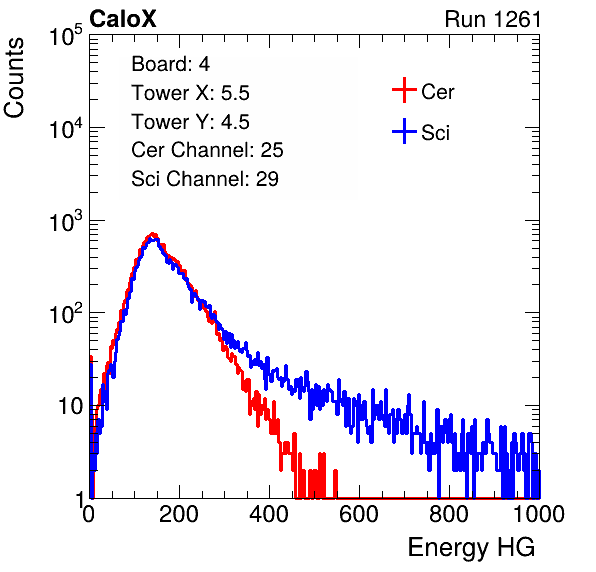 CaloX Run 1261
Counts
10^5
10^4
10^3
10^2
10
1
Board: 4
Tower X: 5.5
Tower Y: 4.5
Cer Channel: 25
Sci Channel: 29
Cer
Sci
0 200 400 600 800 1000
Energy HG